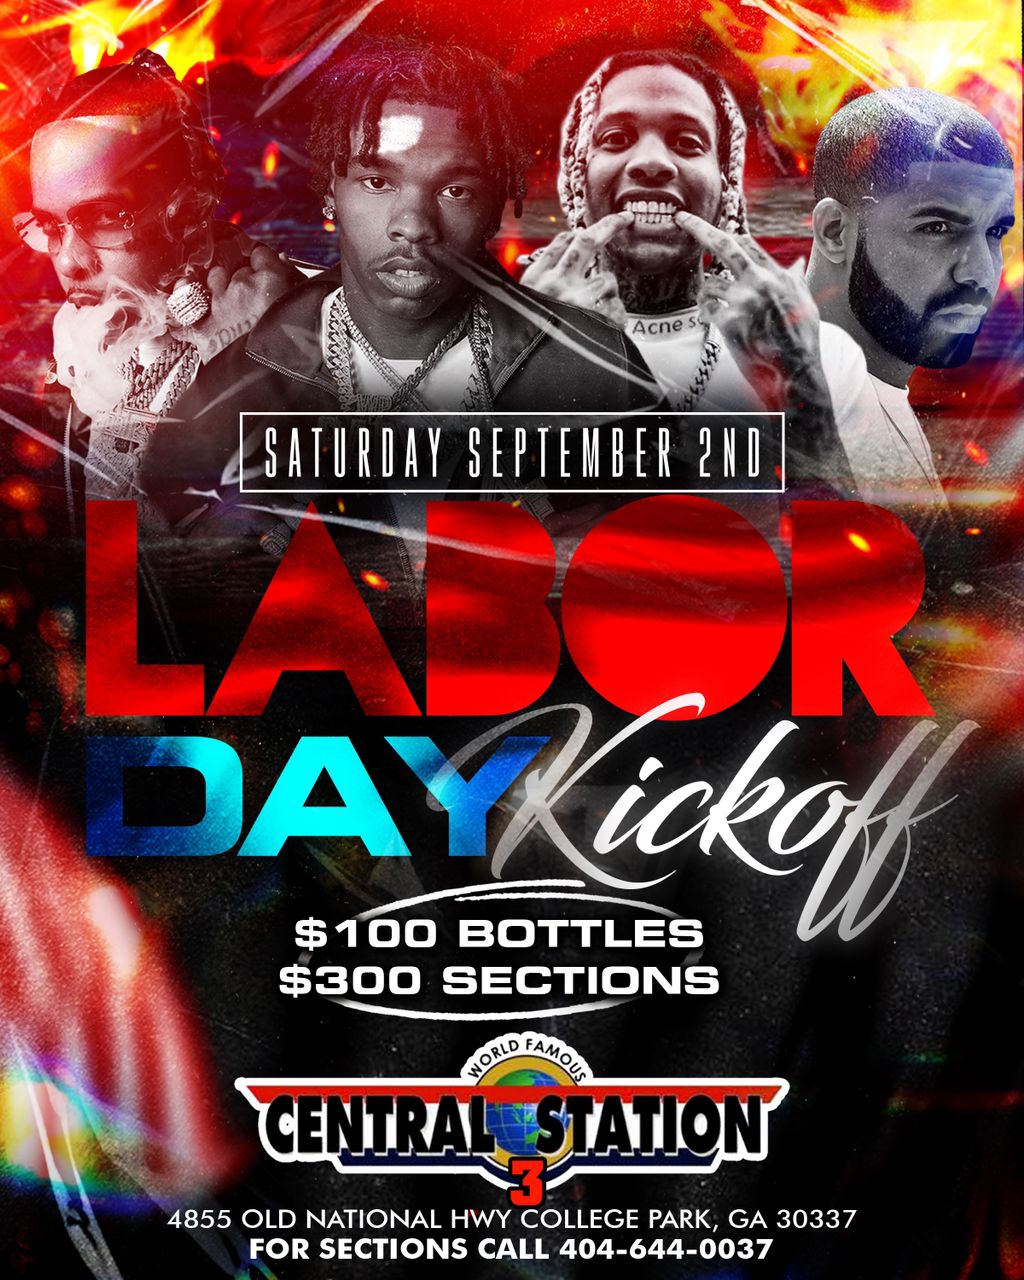 Acne
SATURDAY SEPTEMBER 2ND
LABOR
DAY Kickoff
$100 BOTTLES
$300 SECTIONS
WORLD FAMOUS
CENTRAL STATION
3
4855 OLD NATIONAL HWY COLLEGE PARK, GA 30337
FOR SECTIONS CALL 404-644-0037